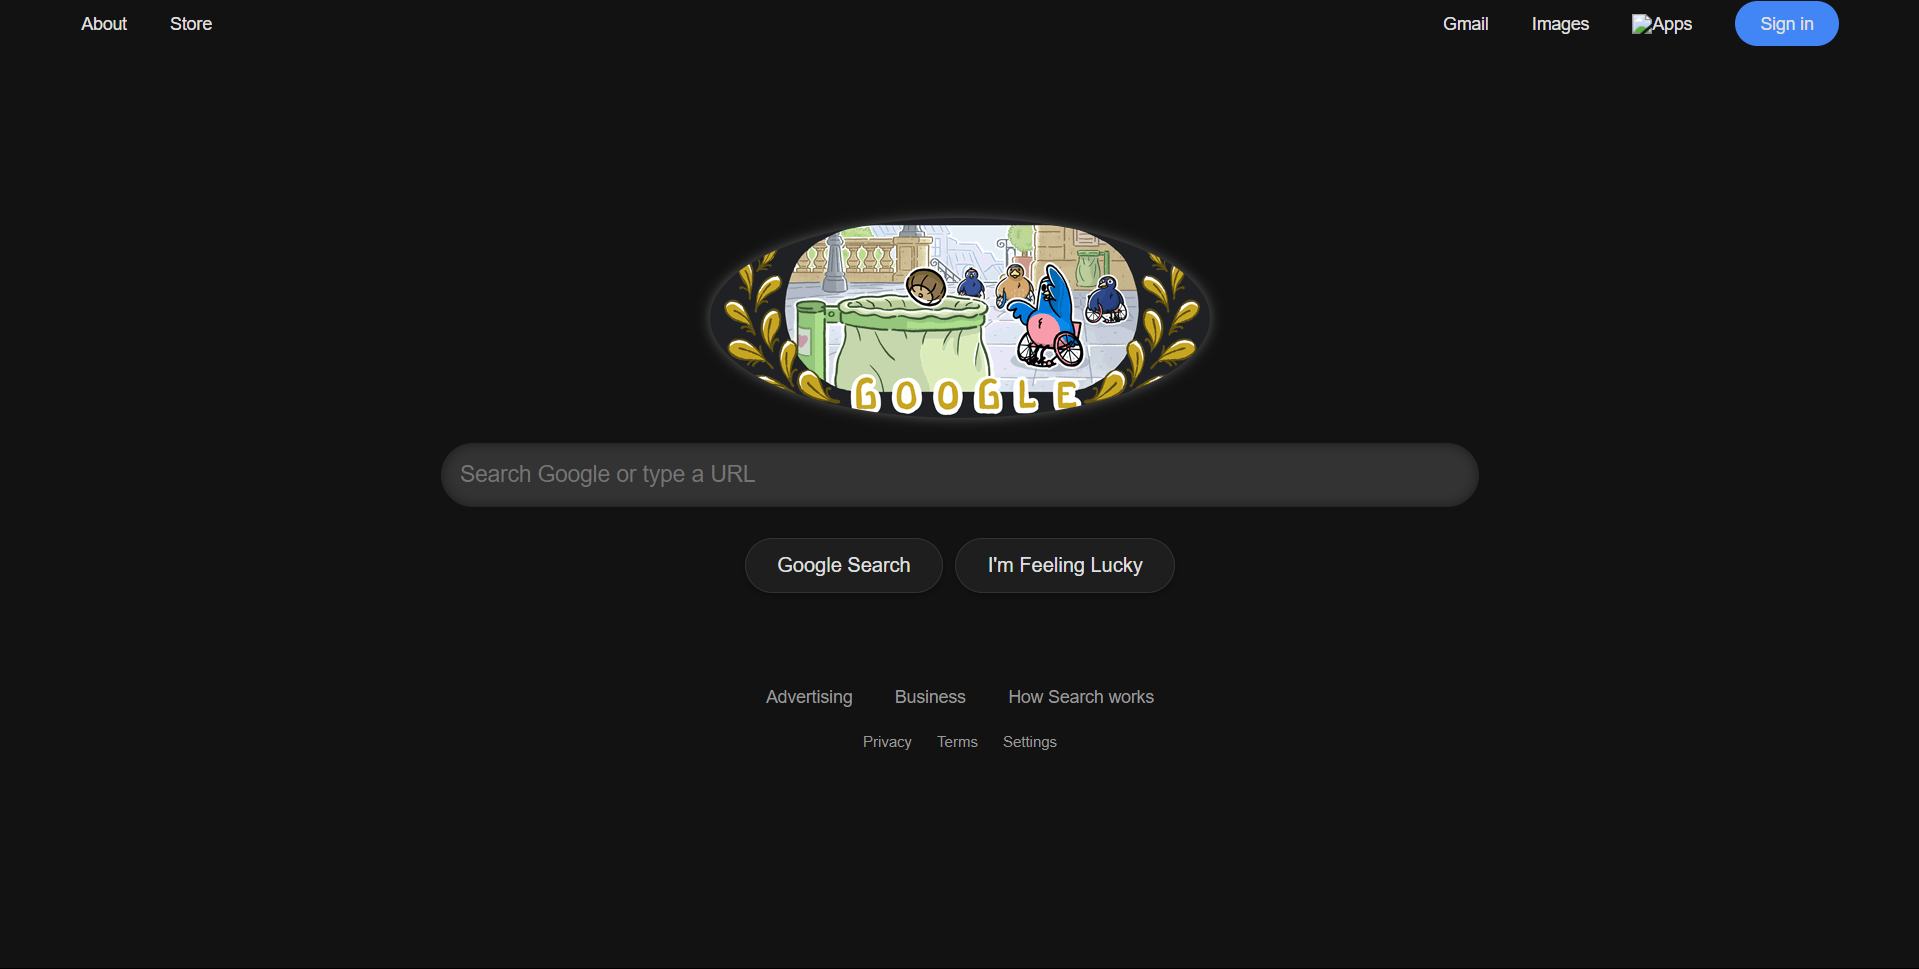 About Store Gmail Images Apps Sign in
GOOGLE
Search Google or type a URL
Google Search I'm Feeling Lucky
Advertising Business How Search works
Privacy Terms Settings